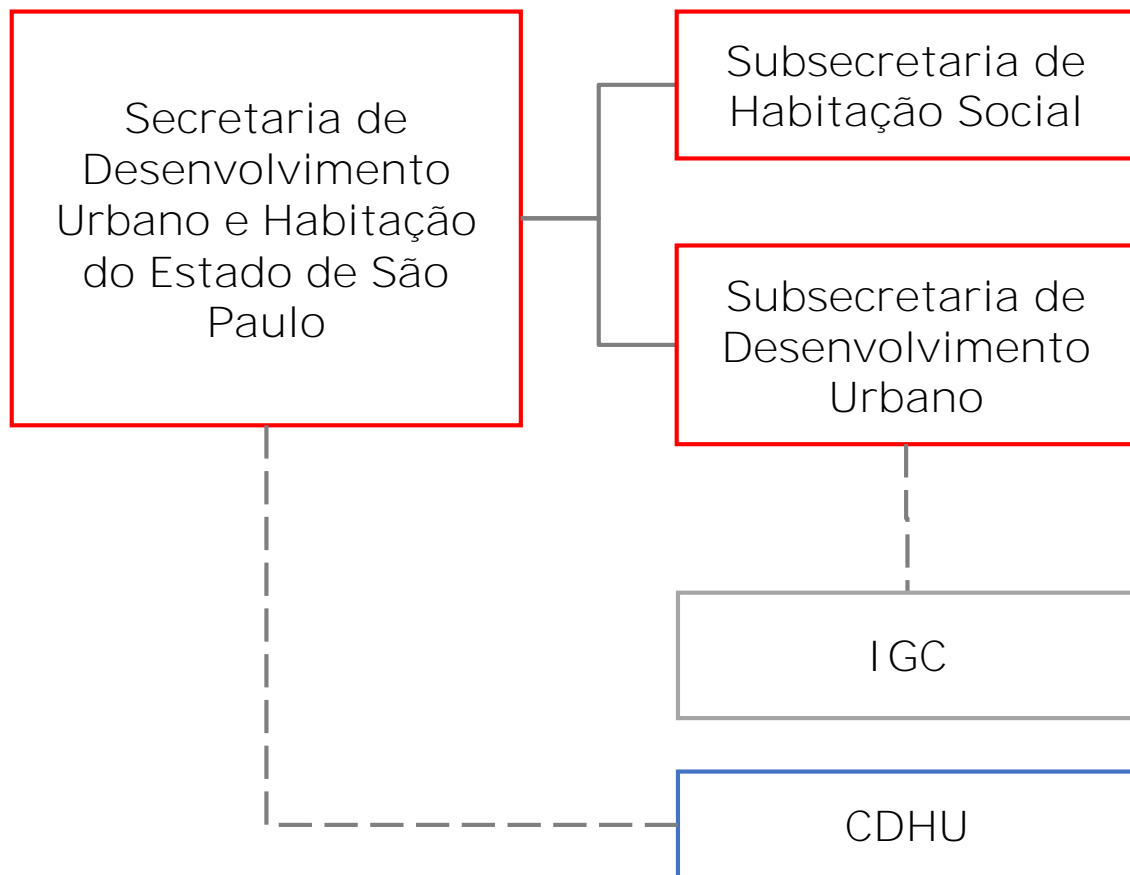 Secretaria de
Desenvolvimento
Urbano e Habitação
do Estado de São
Paulo
Subsecretaria de
Habitação Social
Subsecretaria de
Desenvolvimento
Urbano
IGC
CDHU